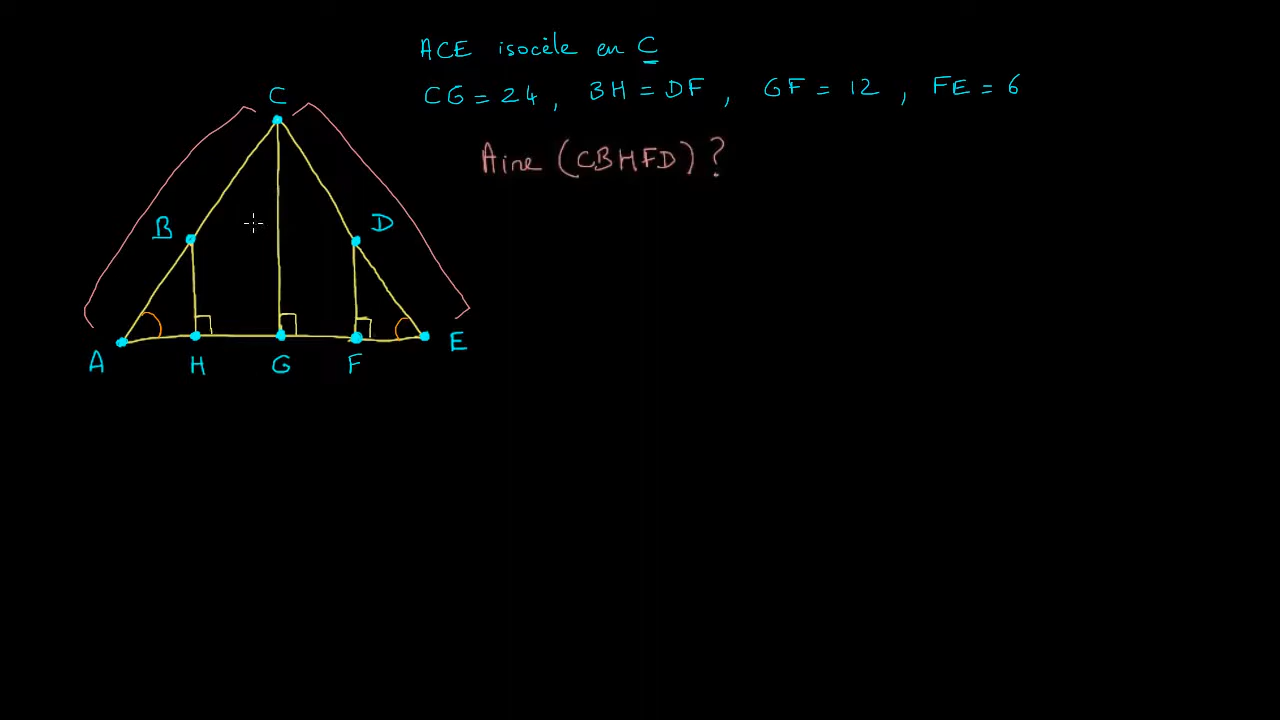 ACE isocèle en C
CG = 24, BH = DF, GF = 12, FE = 6
Aire (CBHFD) ?
C
B D
A H G F E